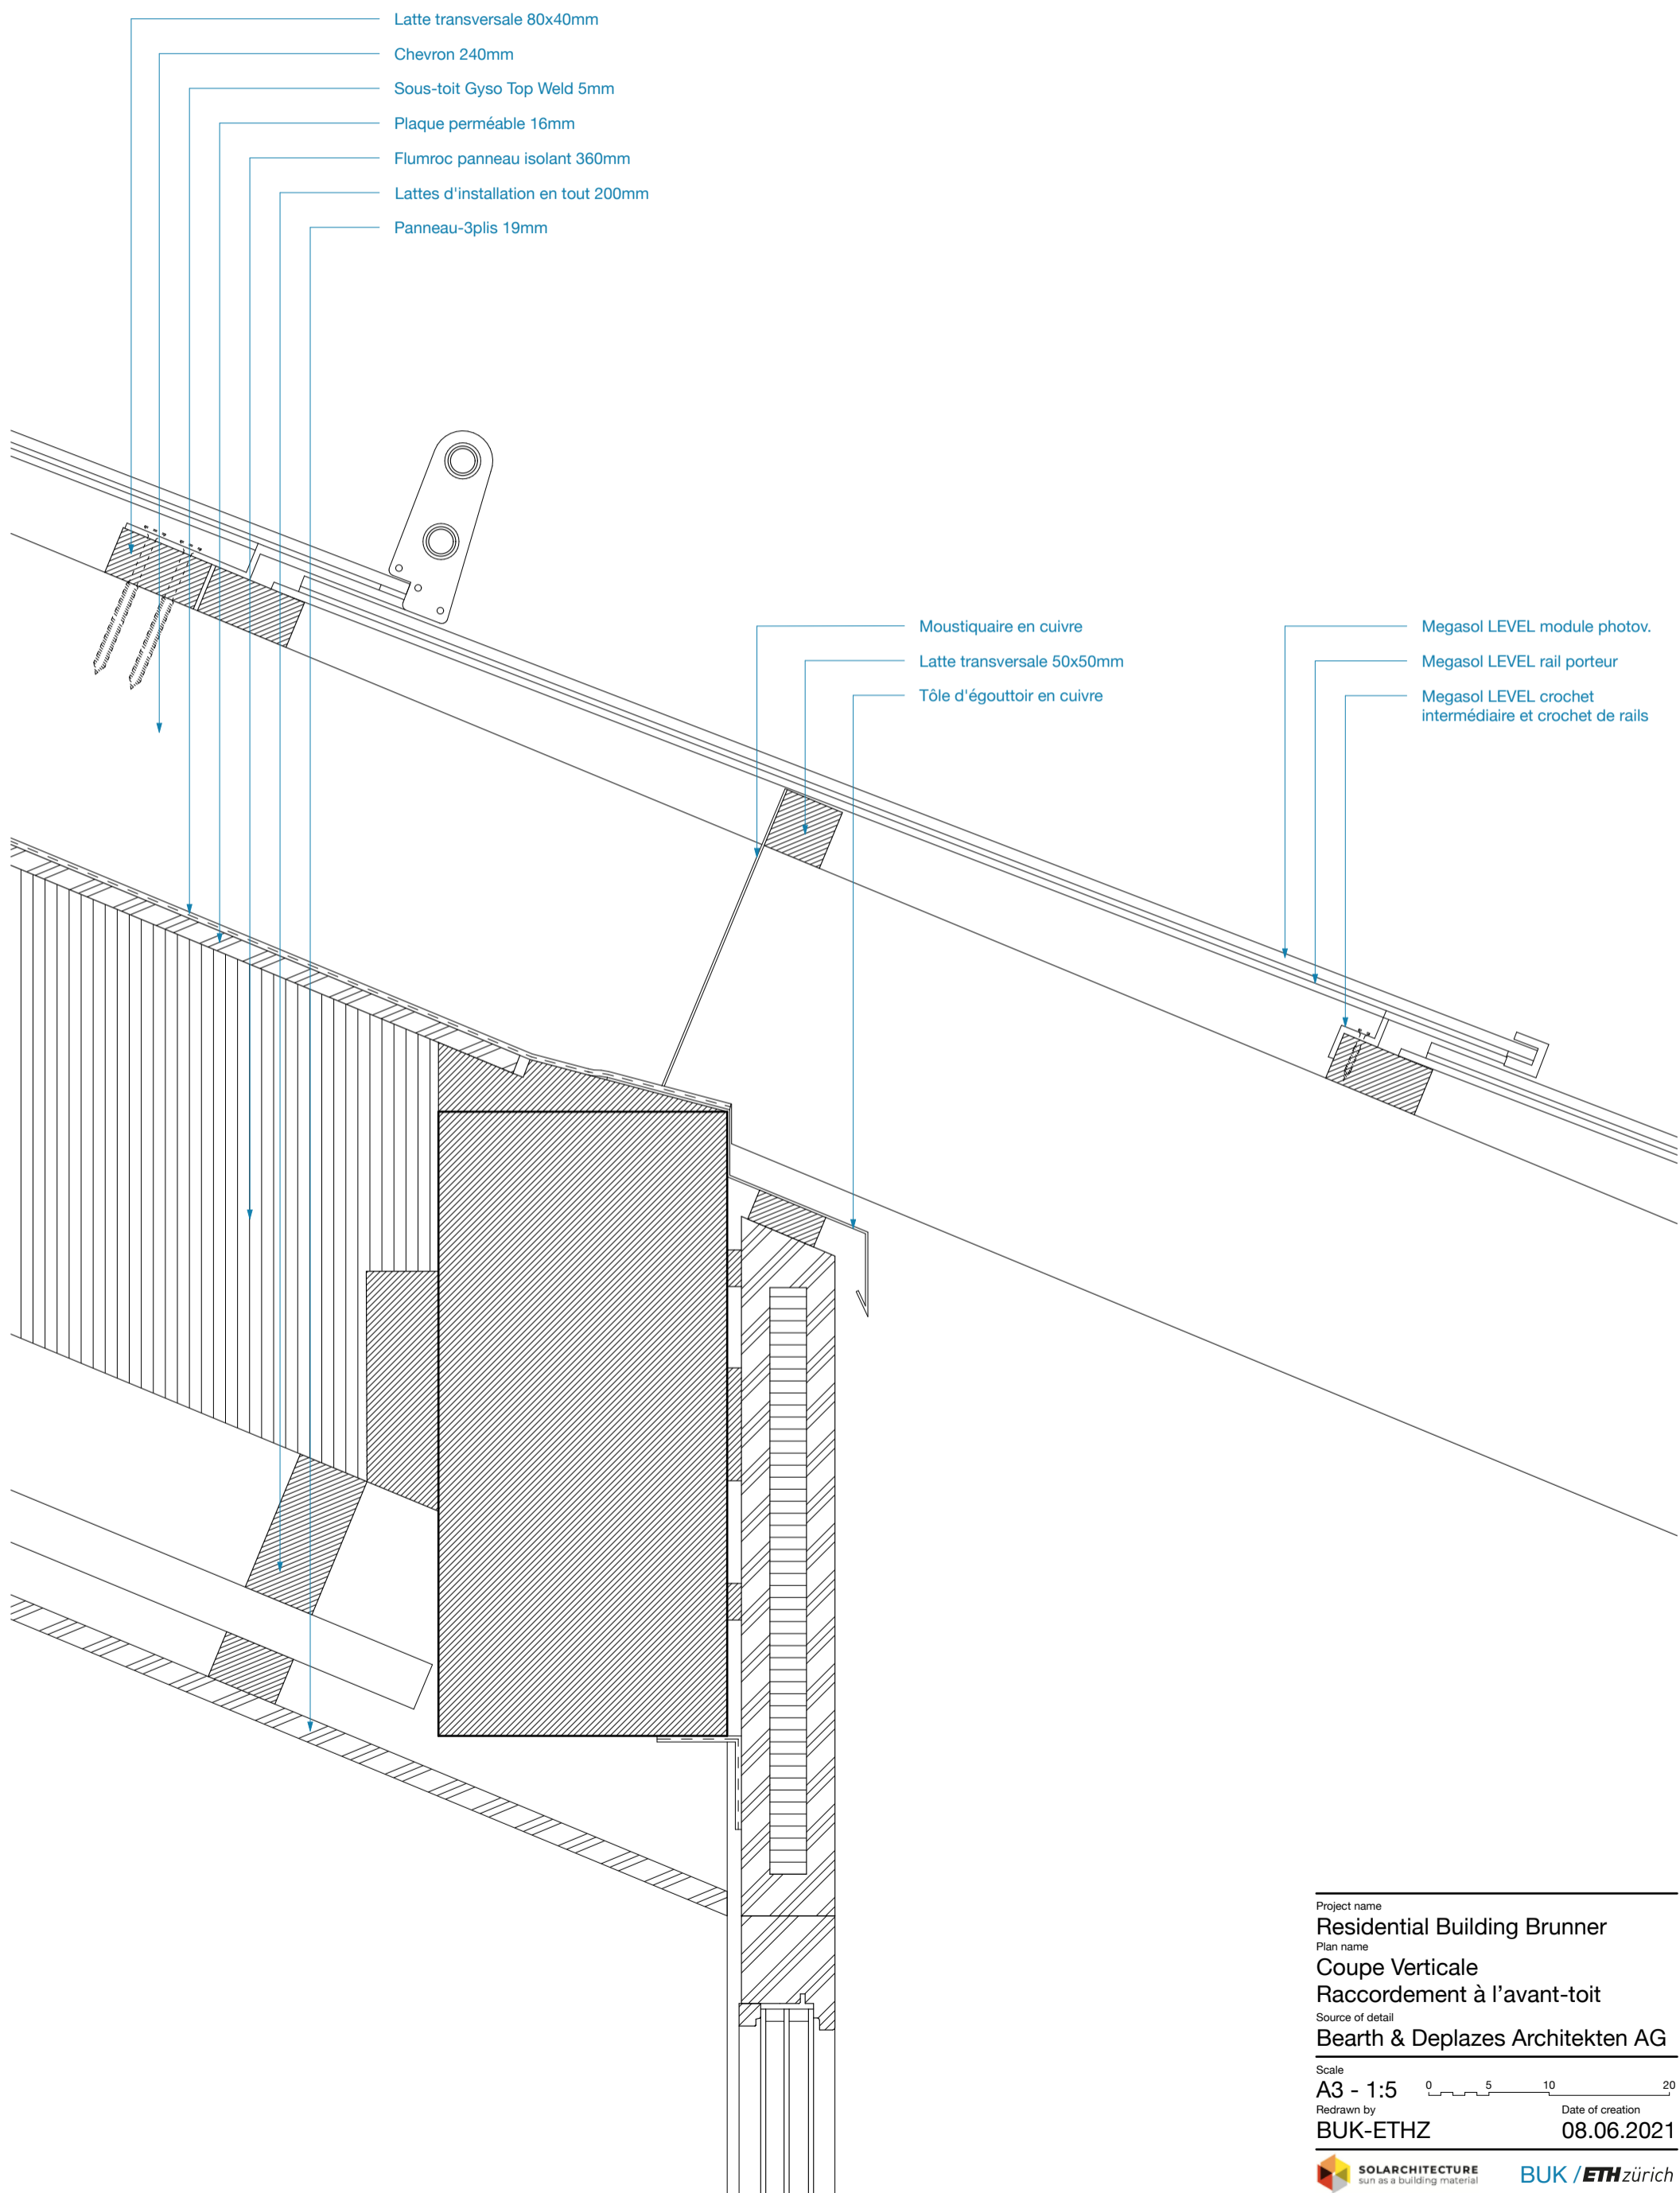 Latte transversale 80x40mm
Chevron 240mm
Sous-toit Gyso Top Weld 5mm
Plaque perméable 16mm
Flumroc panneau isolant 360mm
Lattes d'installation en tout 200mm
Panneau-3plis 19mm
Moustiquaire en cuivre
Latte transversale 50x50mm
Tôle d'égouttoir en cuivre
Megasol LEVEL module photov.
Megasol LEVEL rail porteur
Megasol LEVEL crochet
intermédiaire et crochet de rails
Project name
Residential Building Brunner
Plan name
Coupe Verticale
Raccordement à l’avant-toit
Source of detail
Bearth & Deplazes Architekten AG
Scale
A3 - 1:5
0 5 10 20
Redrawn by
BUK-ETHZ
Date of creation
08.06.2021
SOLARCHITECTURE
sun as a building material
BUK / ETH zürich